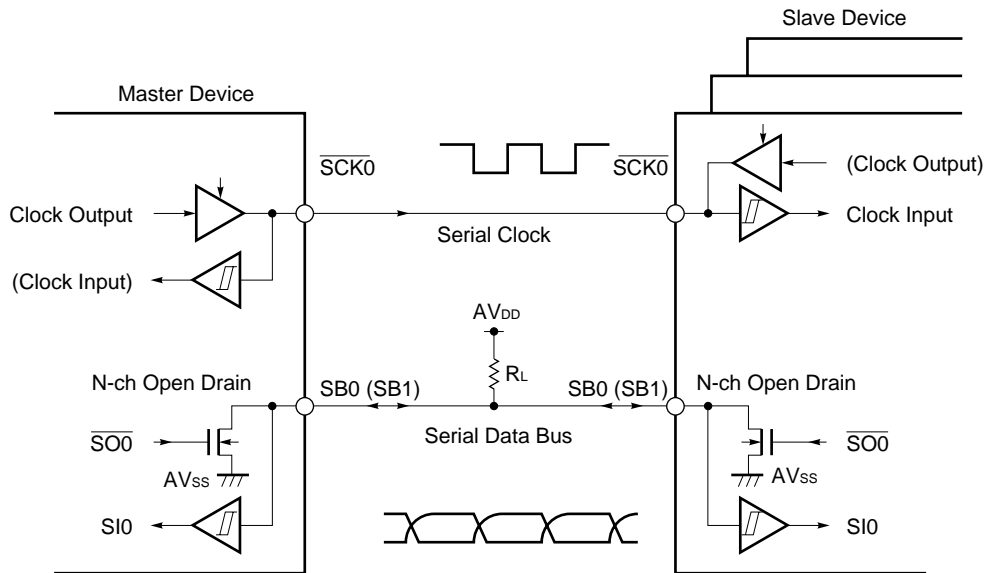 Slave Device
Master Device
SCK0
SCK0
(Clock Output)
Clock Output
Serial Clock
Clock Input
(Clock Input)
AVDD
RL
N-ch Open Drain
SB0 (SB1)
SB0 (SB1)
N-ch Open Drain
Serial Data Bus
SO0
SO0
AVSS
AVSS
SI0
SI0